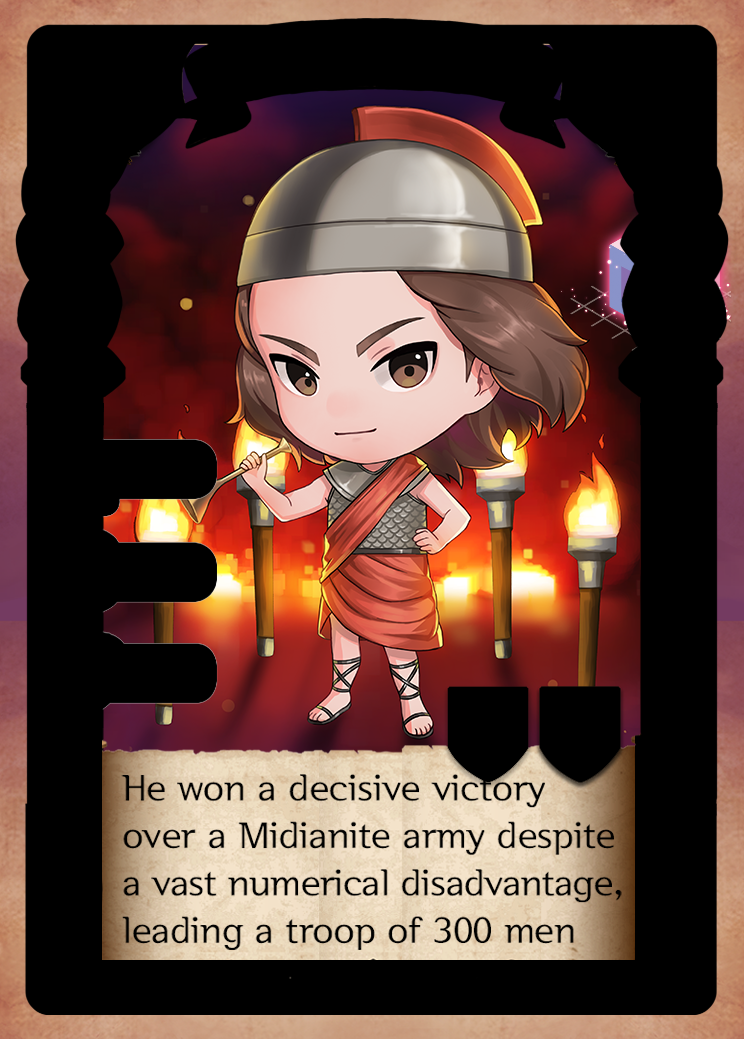 He won a decisive victory
over a Midianite army despite
a vast numerical disadvantage,
leading a troop of 300 men